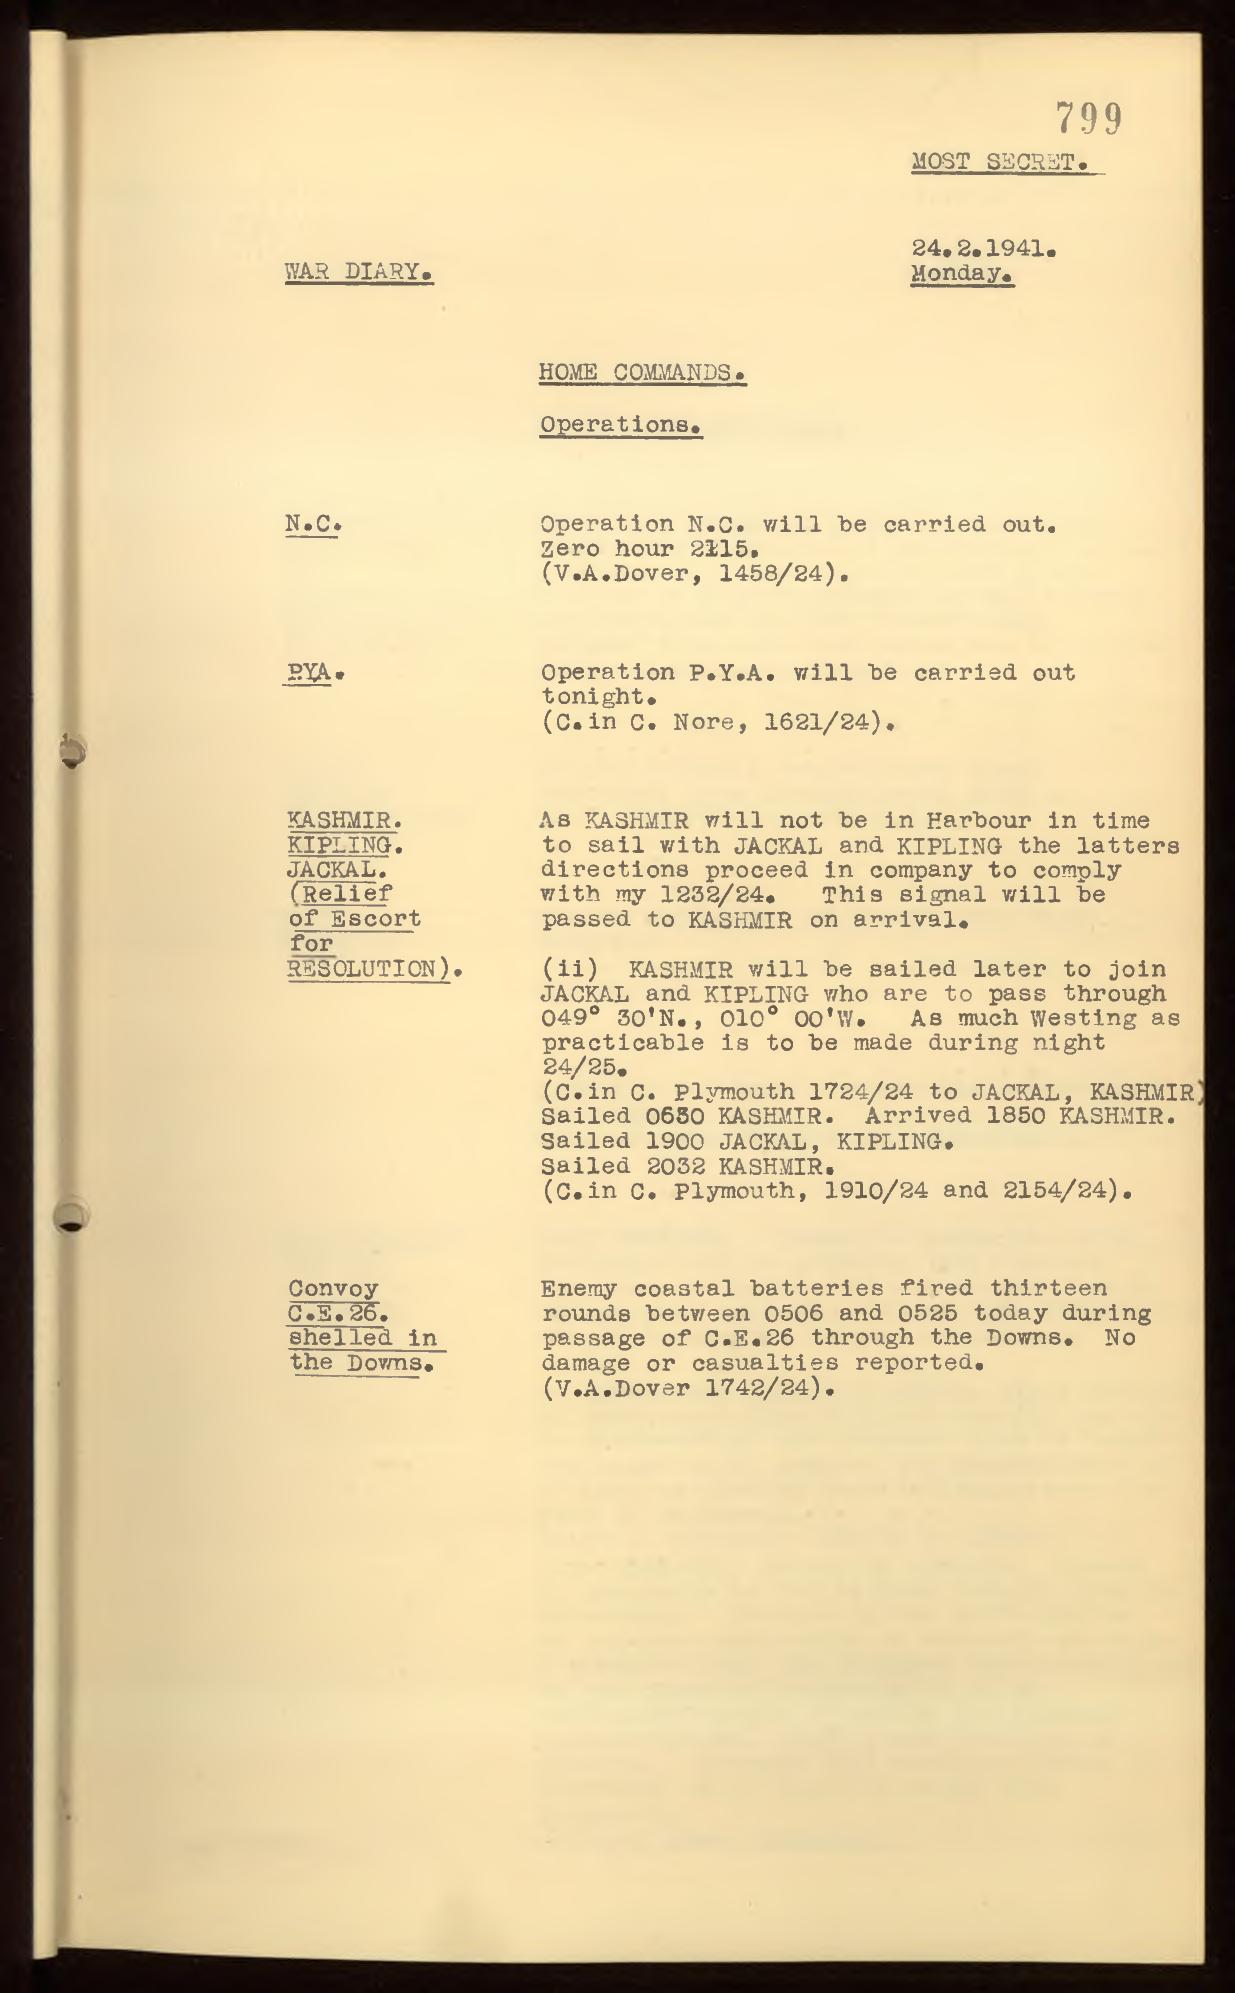 799
MOST SECRET.
24.2.1941.
WAR DIARY.
Monday.
HOME COMMANDS.
Operations.
N.C.
Operation N.C. will be carried out.
Zero hour 2115.
(V.A.Dover, 1458/24).
PYA.
Operation P.Y.A. will be carried out
tonight.
(C.in C. Nore, 1621/24).
KASHMIR.
KIPLING.
JACKAL.
(Relief
of Escort
for
RESOLUTION).
As KASHMIR will not be in Harbour in time
to sail with JACKAL and KIPLING the latters
directions proceed in company to comply
with my 1232/24. This signal will be
passed to KASHMIR on arrival.
(ii) KASHMIR will be sailed later to join
JACKAL and KIPLING who are to pass through
049° 30'N., 010° 00'W. As much Westing as
practicable is to be made during night
24/25.
(C.in C. Plymouth 1724/24 to JACKAL, KASHMIR)
Sailed 0630 KASHMIR. Arrived 1850 KASHMIR.
Sailed 1900 JACKAL, KIPLING.
Sailed 2032 KASHMIR.
(C.in C. Plymouth, 1910/24 and 2154/24).
Convoy
C.E.26.
shelled in
the Downs.
Enemy coastal batteries fired thirteen
rounds between 0506 and 0525 today during
passage of C.E.26 through the Downs. No
damage or casualties reported.
(V.A.Dover 1742/24).